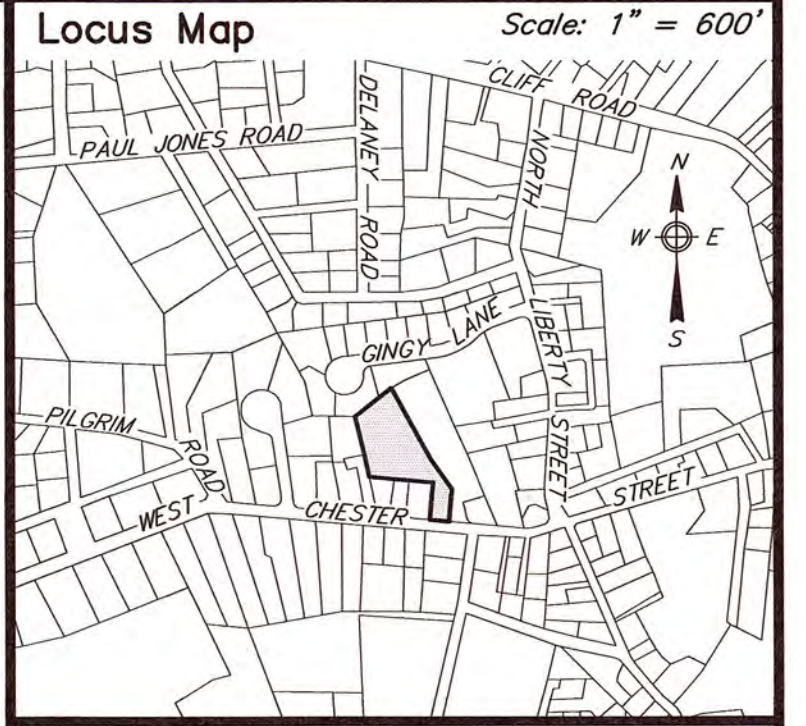 Locus Map
Scale: 1" = 600'
CLIFF ROAD
DELANEY ROAD
PAUL JONES ROAD
NORTH LIBERTY STREET
N
W E
S
GINGY LANE
PILGRIM ROAD
WEST CHESTER STREET